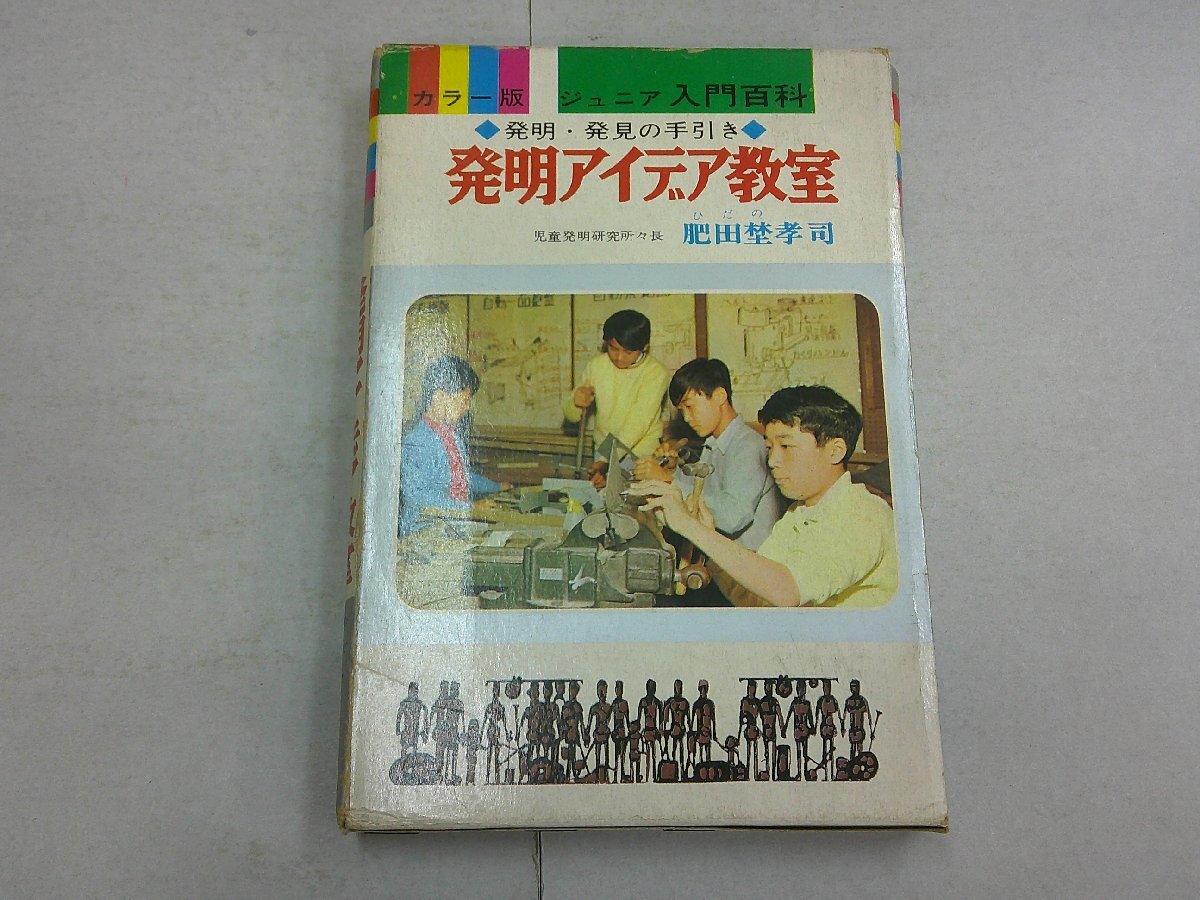 カラー版 ジュニア入門百科
◆発明・発見の手引き◆
発明アイデア教室
ひだの
児童発明研究所々長 肥田埜孝司